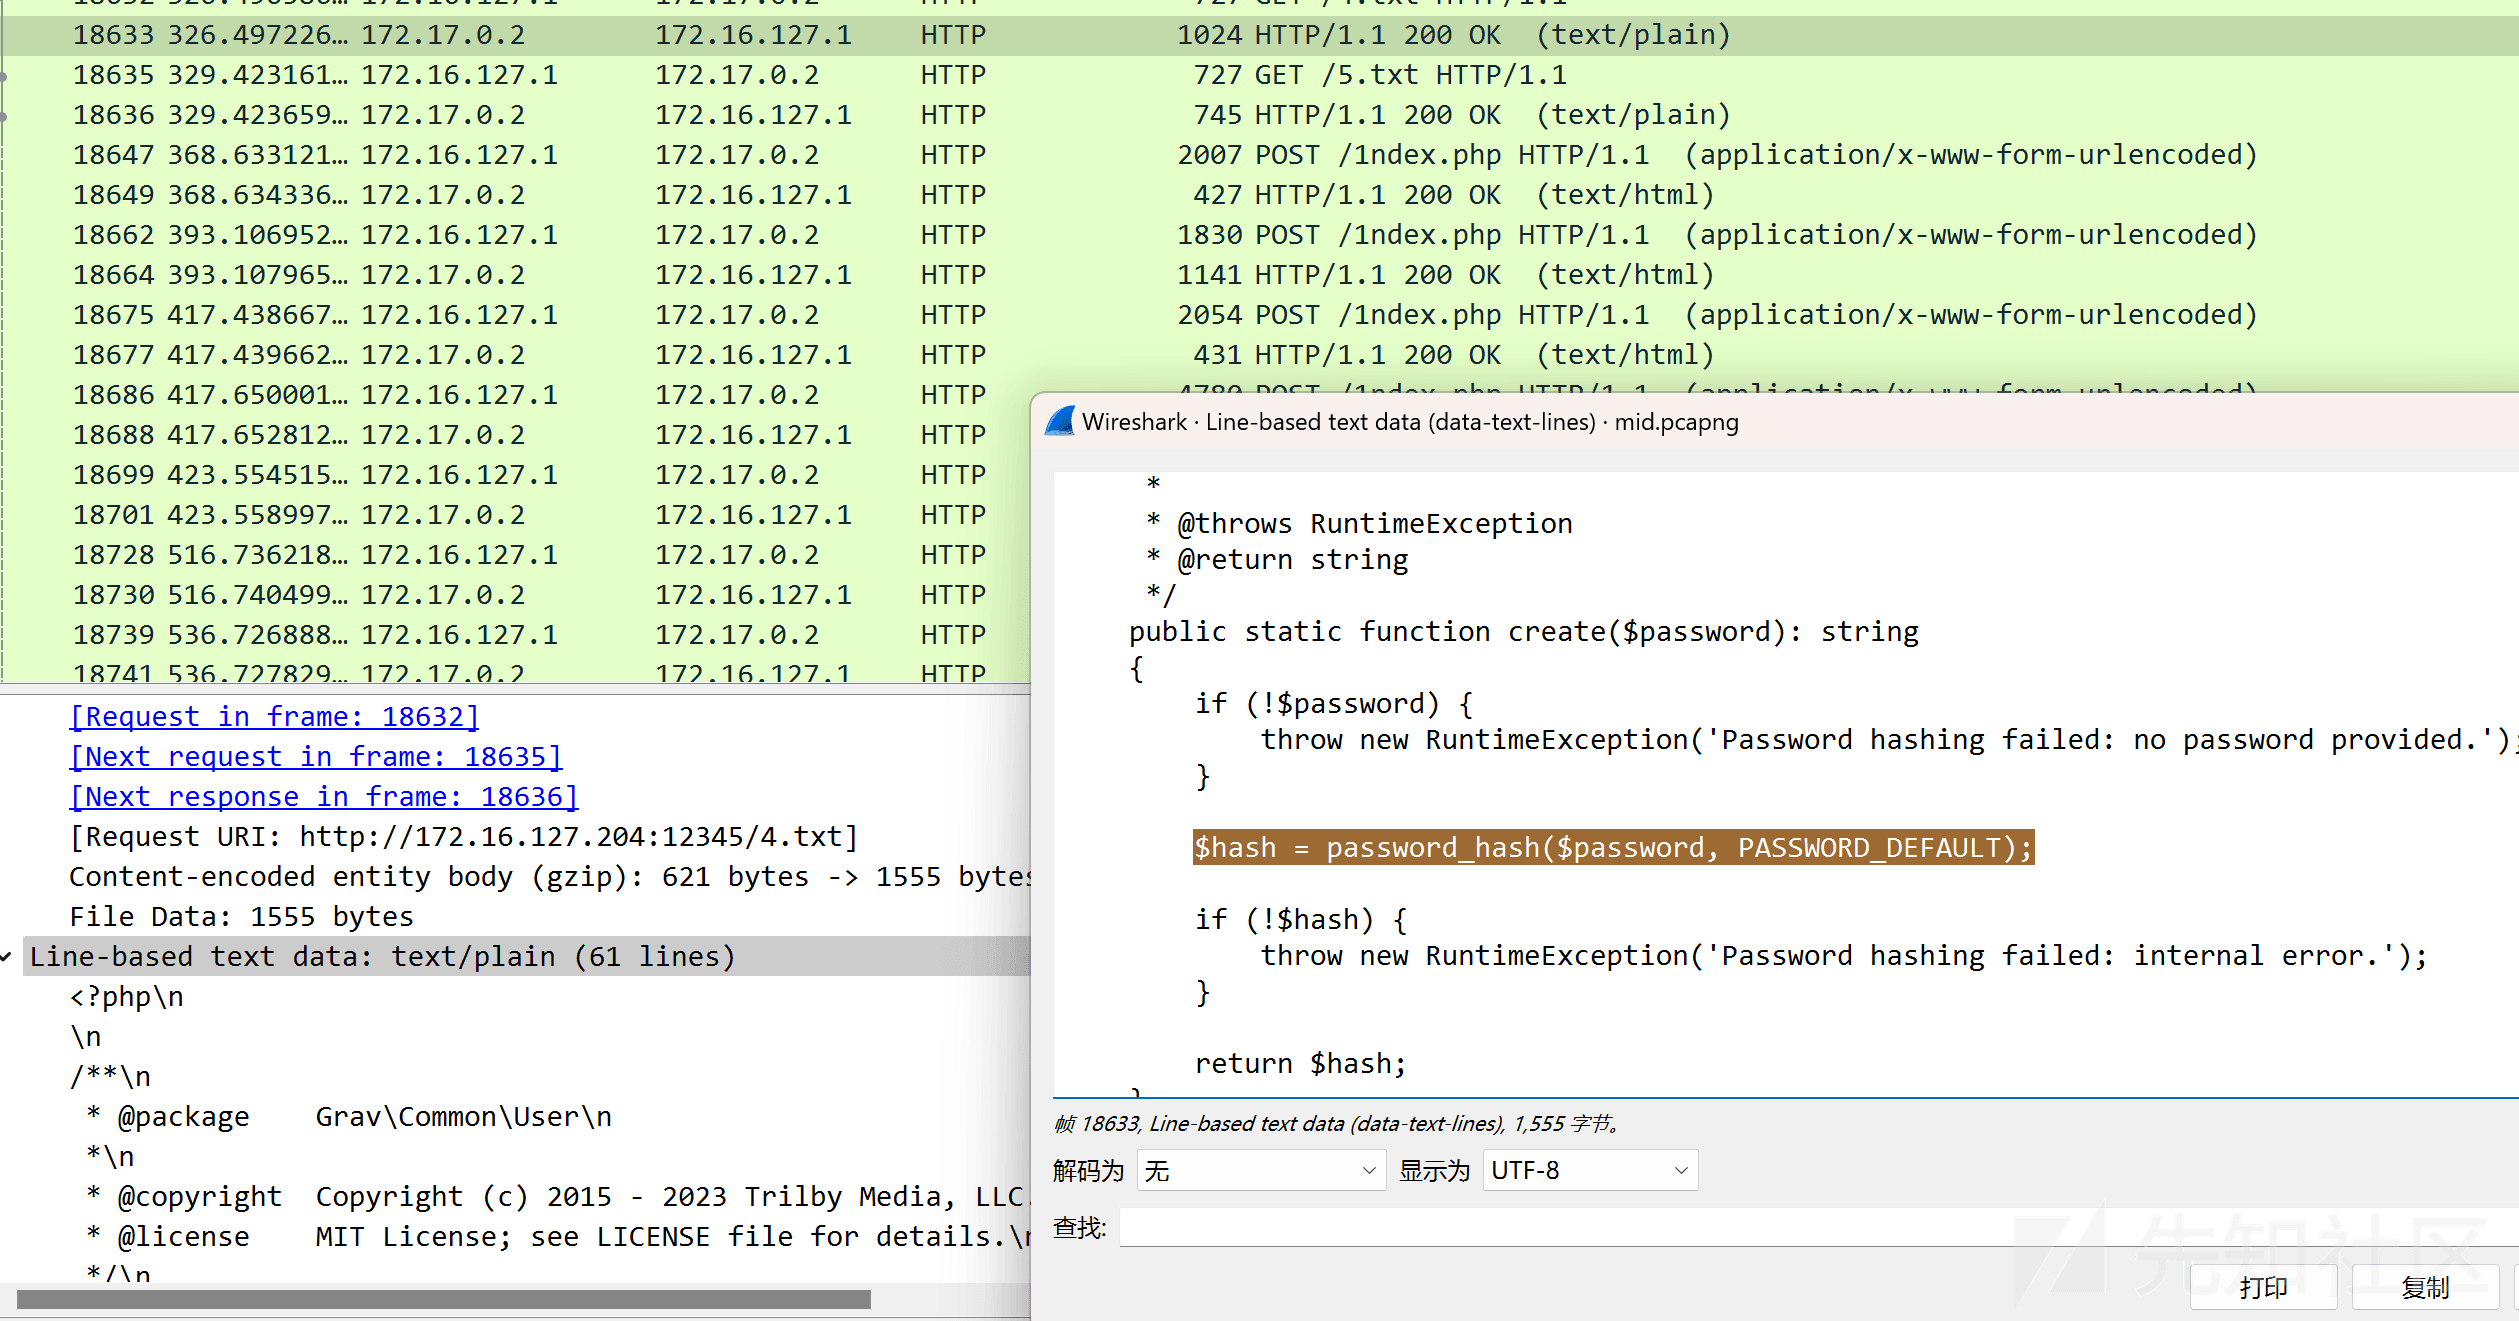 18632 326.496986… 172.16.127.1 172.17.0.2 HTTP 727 GET /4.txt HTTP/1.1
18633 326.497226… 172.17.0.2 172.16.127.1 HTTP 1024 HTTP/1.1 200 OK (text/plain)
18635 329.423161… 172.16.127.1 172.17.0.2 HTTP 727 GET /5.txt HTTP/1.1
18636 329.423659… 172.17.0.2 172.16.127.1 HTTP 745 HTTP/1.1 200 OK (text/plain)
18647 368.633121… 172.16.127.1 172.17.0.2 HTTP 2007 POST /1ndex.php HTTP/1.1 (application/x-www-form-urlencoded)
18649 368.634336… 172.17.0.2 172.16.127.1 HTTP 427 HTTP/1.1 200 OK (text/html)
18662 393.106952… 172.16.127.1 172.17.0.2 HTTP 1830 POST /1ndex.php HTTP/1.1 (application/x-www-form-urlencoded)
18664 393.107965… 172.17.0.2 172.16.127.1 HTTP 1141 HTTP/1.1 200 OK (text/html)
18675 417.438667… 172.16.127.1 172.17.0.2 HTTP 2054 POST /1ndex.php HTTP/1.1 (application/x-www-form-urlencoded)
18677 417.439662… 172.17.0.2 172.16.127.1 HTTP 431 HTTP/1.1 200 OK (text/html)
18686 417.650001… 172.16.127.1 172.17.0.2 HTTP 4780 POST /1ndex.php HTTP/1.1 (application/x-www-form-urlencoded)
18688 417.652812… 172.17.0.2 172.16.127.1 HTTP
18699 423.554515… 172.16.127.1 172.17.0.2 HTTP
18701 423.558997… 172.17.0.2 172.16.127.1 HTTP
18728 516.736218… 172.16.127.1 172.17.0.2 HTTP
18730 516.740499… 172.17.0.2 172.16.127.1 HTTP
18739 536.726888… 172.16.127.1 172.17.0.2 HTTP
18741 536.727829… 172.17.0.2 172.16.127.1 HTTP
[Request in frame: 18632]
[Next request in frame: 18635]
[Next response in frame: 18636]
[Request URI: http://172.16.127.204:12345/4.txt]
Content-encoded entity body (gzip): 621 bytes -> 1555 bytes
File Data: 1555 bytes
Line-based text data: text/plain (61 lines)
<?php\n
\n
/**\n
* @package Grav\Common\User\n
*\n
* @copyright Copyright (c) 2015 - 2023 Trilby Media, LLC.
* @license MIT License; see LICENSE file for details.\n
*/\n
Wireshark · Line-based text data (data-text-lines) · mid.pcapng
*
* @throws RuntimeException
* @return string
*/
public static function create($password): string
{
if (!$password) {
throw new RuntimeException('Password hashing failed: no password provided.');
}
$hash = password_hash($password, PASSWORD_DEFAULT);
if (!$hash) {
throw new RuntimeException('Password hashing failed: internal error.');
}
return $hash;
}
帧 18633, Line-based text data (data-text-lines), 1,555 字节。
解码为 无 显示为 UTF-8
查找:
打印 复制
先知社区